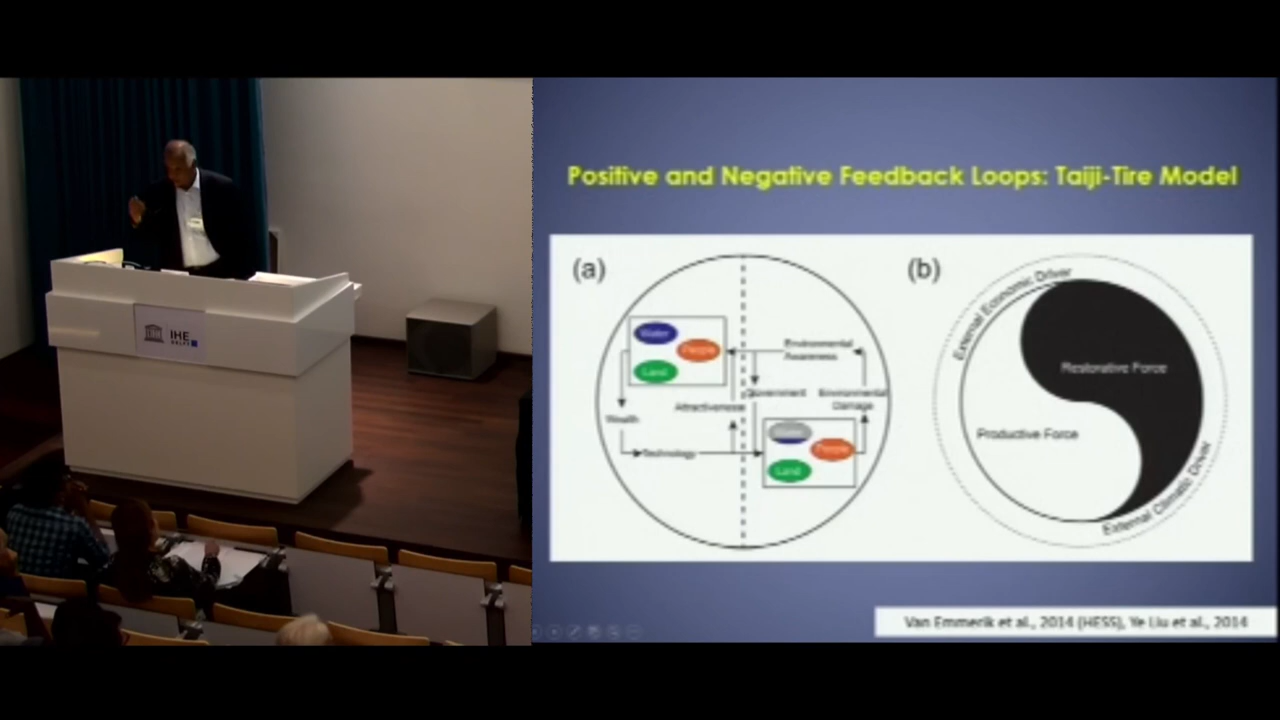 IHE
DELFT
Positive and Negative Feedback Loops: Taiji-Tire Model
(a)
Water
People
Land
Environmental
Awareness
Attractiveness
Government
Environmental
Damage
Wealth
Technology
People
Land
(b)
External Economic Driver
Restorative Force
Productive Force
External Climatic Driver
Van Emmerik et al., 2014 (HESS), Ye Liu et al., 2014